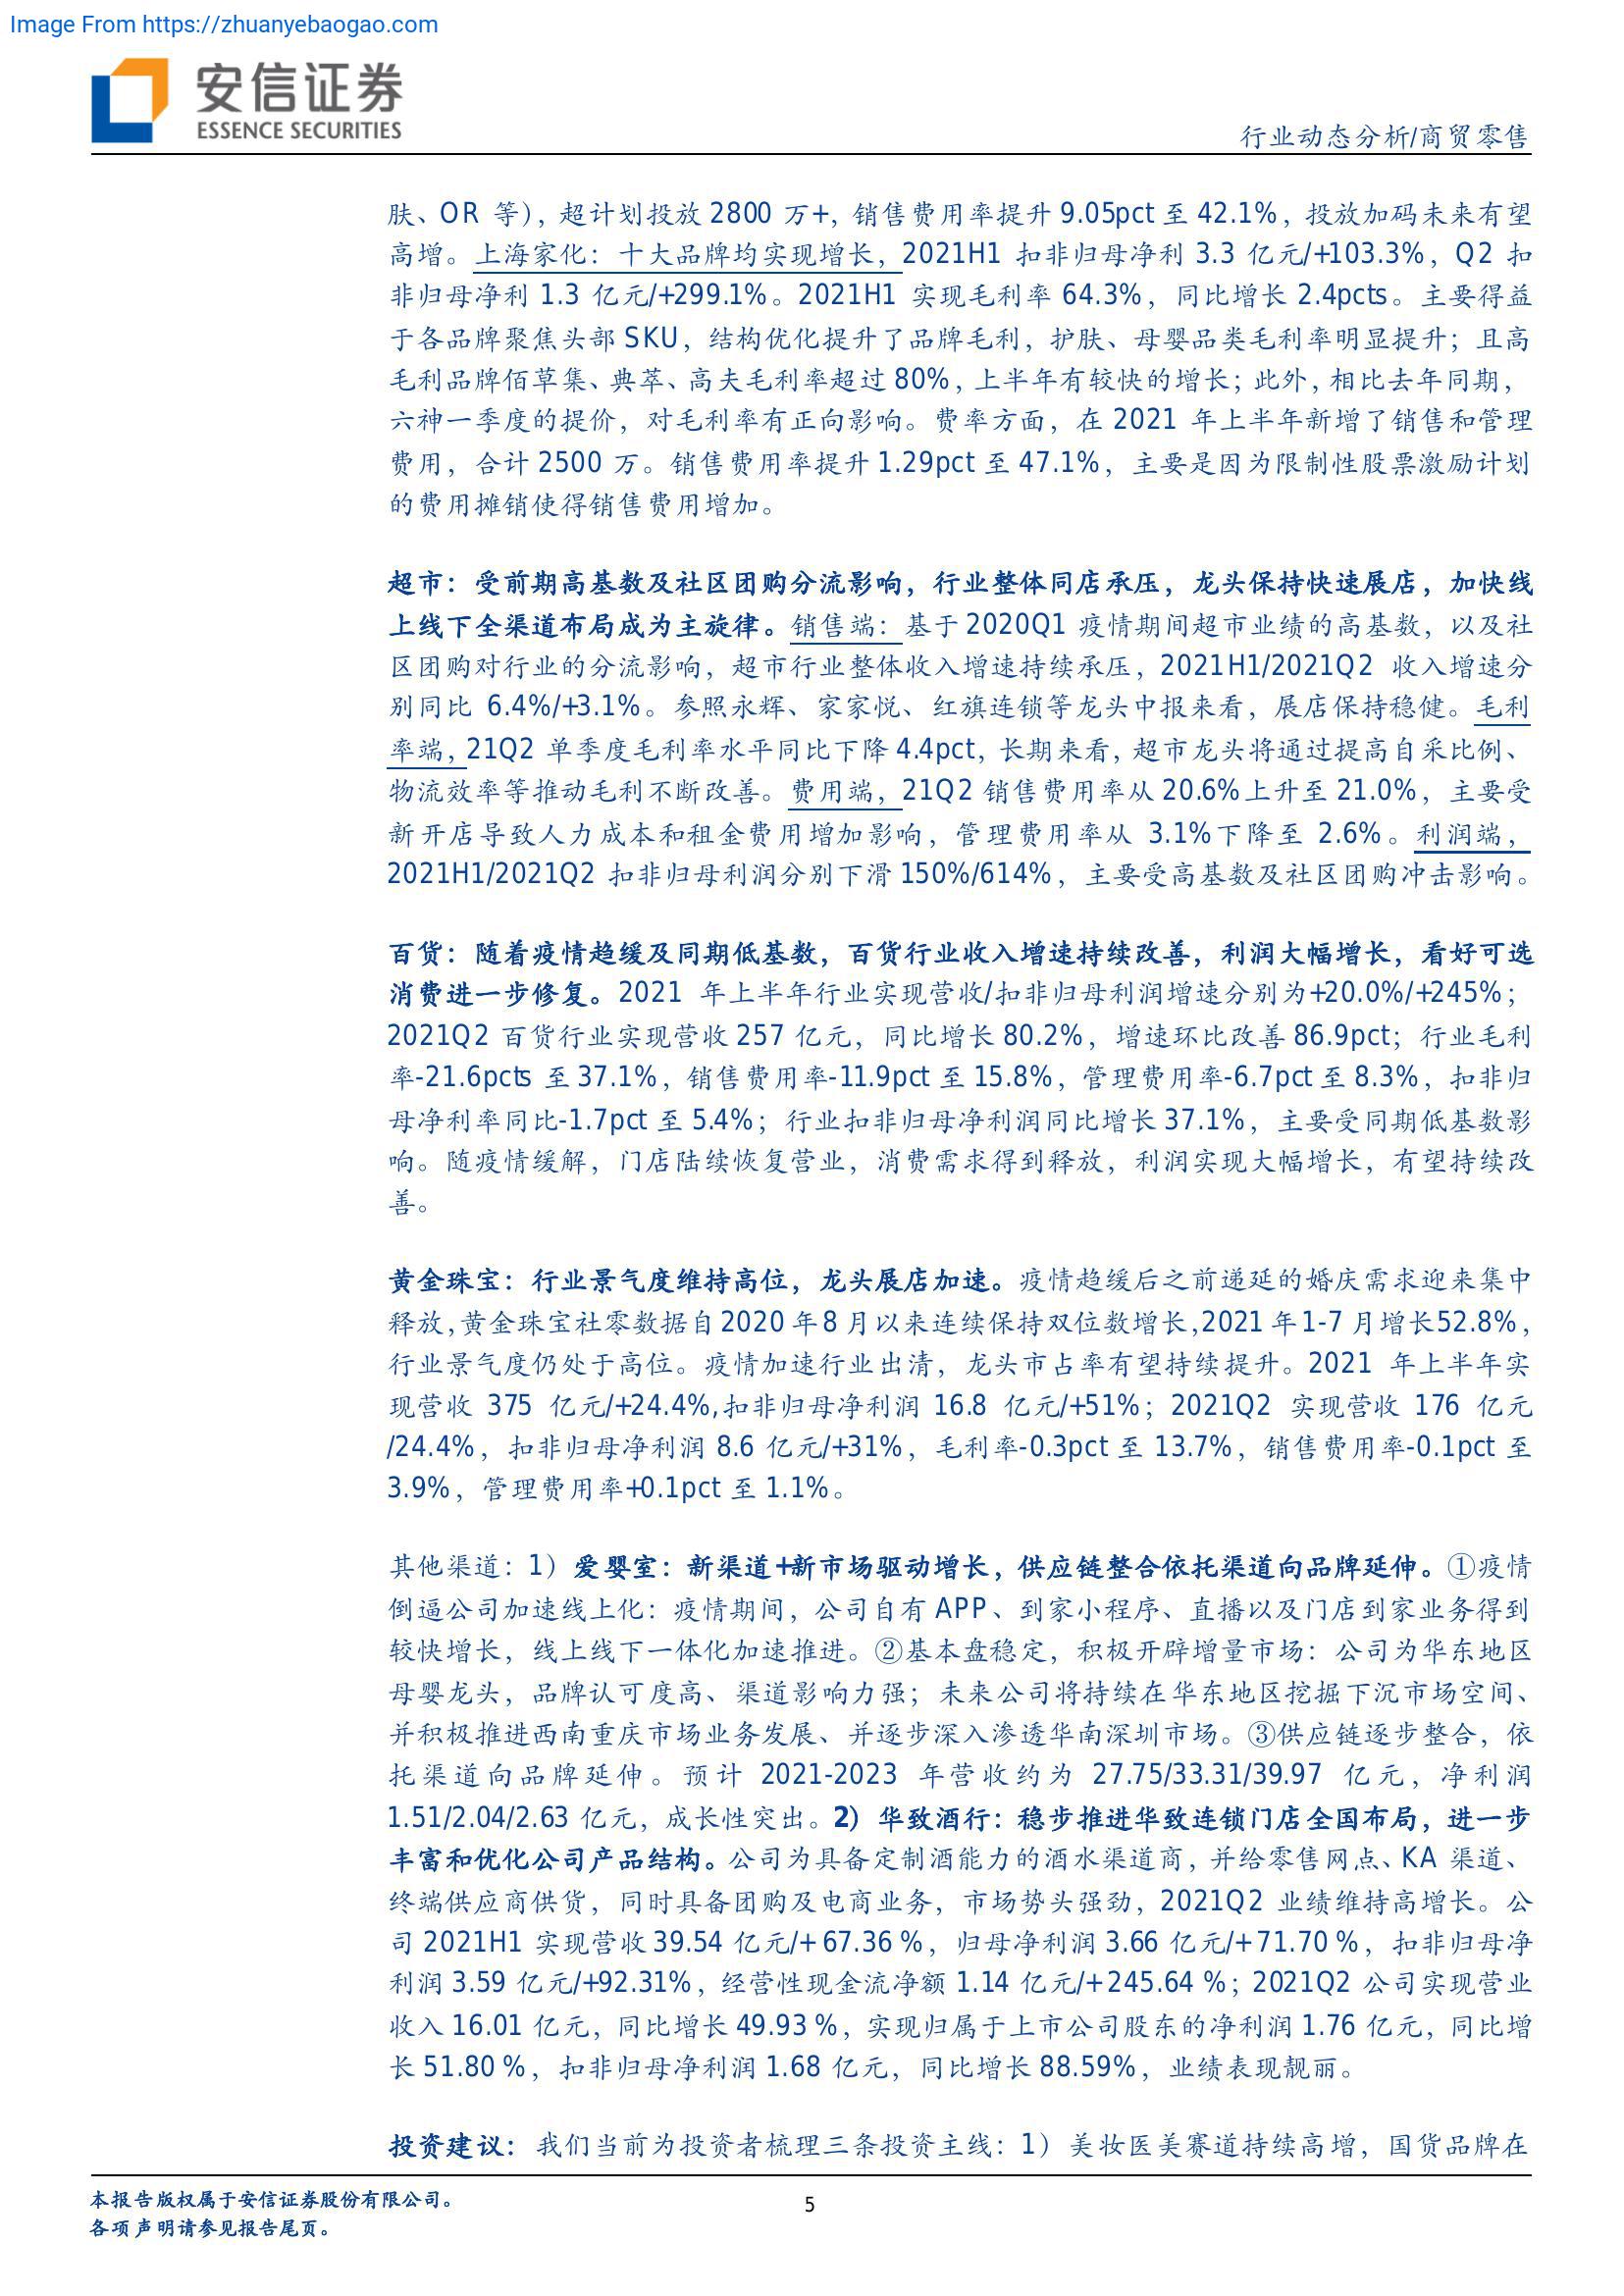 Image From https://zhuanyebaogao.com
安信证券
ESSENCE SECURITIES
行业动态分析/商贸零售
肤、OR 等），超计划投放 2800 万+，销售费用率提升 9.05pct 至 42.1%，投放加码未来有望
高增。上海家化：十大品牌均实现增长，2021H1 扣非归母净利 3.3 亿元/+103.3%，Q2 扣
非归母净利 1.3 亿元/+299.1%。2021H1 实现毛利率 64.3%，同比增长 2.4pcts。主要得益
于各品牌聚焦头部 SKU，结构优化提升了品牌毛利，护肤、母婴品类毛利率明显提升；且高
毛利品牌佰草集、典萃、高夫毛利率超过 80%，上半年有较快的增长；此外，相比去年同期，
六神一季度的提价，对毛利率有正向影响。费率方面，在 2021 年上半年新增了销售和管理
费用，合计 2500 万。销售费用率提升 1.29pct 至 47.1%，主要是因为限制性股票激励计划
的费用摊销使得销售费用增加。
超市：受前期高基数及社区团购分流影响，行业整体同店承压，龙头保持快速展店，加快线
上线下全渠道布局成为主旋律。销售端：基于 2020Q1 疫情期间超市业绩的高基数，以及社
区团购对行业的分流影响，超市行业整体收入增速持续承压，2021H1/2021Q2 收入增速分
别同比 6.4%/+3.1%。参照永辉、家家悦、红旗连锁等龙头中报来看，展店保持稳健。毛利
率端，21Q2 单季度毛利率水平同比下降 4.4pct，长期来看，超市龙头将通过提高自采比例、
物流效率等推动毛利不断改善。费用端，21Q2 销售费用率从 20.6%上升至 21.0%，主要受
新开店导致人力成本和租金费用增加影响，管理费用率从 3.1%下降至 2.6%。利润端，
2021H1/2021Q2 扣非归母利润分别下滑 150%/614%，主要受高基数及社区团购冲击影响。
百货：随着疫情趋缓及同期低基数，百货行业收入增速持续改善，利润大幅增长，看好可选
消费进一步修复。2021 年上半年行业实现营收/扣非归母利润增速分别为+20.0%/+245%；
2021Q2 百货行业实现营收 257 亿元，同比增长 80.2%，增速环比改善 86.9pct；行业毛利
率-21.6pcts 至 37.1%，销售费用率-11.9pct 至 15.8%，管理费用率-6.7pct 至 8.3%，扣非归
母净利率同比-1.7pct 至 5.4%；行业扣非归母净利润同比增长 37.1%，主要受同期低基数影
响。随疫情缓解，门店陆续恢复营业，消费需求得到释放，利润实现大幅增长，有望持续改
善。
黄金珠宝：行业景气度维持高位，龙头展店加速。疫情趋缓后之前递延的婚庆需求迎来集中
释放,黄金珠宝社零数据自 2020 年 8 月以来连续保持双位数增长,2021 年 1-7 月增长 52.8%，
行业景气度仍处于高位。疫情加速行业出清，龙头市占率有望持续提升。2021 年上半年实
现营收 375 亿元/+24.4%,扣非归母净利润 16.8 亿元/+51%；2021Q2 实现营收 176 亿元
/24.4%，扣非归母净利润 8.6 亿元/+31%，毛利率-0.3pct 至 13.7%，销售费用率-0.1pct 至
3.9%，管理费用率+0.1pct 至 1.1%。
其他渠道：1）爱婴室：新渠道+新市场驱动增长，供应链整合依托渠道向品牌延伸。①疫情
倒逼公司加速线上化：疫情期间，公司自有 APP、到家小程序、直播以及门店到家业务得到
较快增长，线上线下一体化加速推进。②基本盘稳定，积极开辟增量市场：公司为华东地区
母婴龙头，品牌认可度高、渠道影响力强；未来公司将持续在华东地区挖掘下沉市场空间、
并积极推进西南重庆市场业务发展、并逐步深入渗透华南深圳市场。③供应链逐步整合，依
托渠道向品牌延伸。预计 2021-2023 年营收约为 27.75/33.31/39.97 亿元，净利润
1.51/2.04/2.63 亿元，成长性突出。2）华致酒行：稳步推进华致连锁门店全国布局，进一步
丰富和优化公司产品结构。公司为具备定制酒能力的酒水渠道商，并给零售网点、KA 渠道、
终端供应商供货，同时具备团购及电商业务，市场势头强劲，2021Q2 业绩维持高增长。公
司 2021H1 实现营收 39.54 亿元/+ 67.36 %，归母净利润 3.66 亿元/+ 71.70 %，扣非归母净
利润 3.59 亿元/+92.31%，经营性现金流净额 1.14 亿元/+ 245.64 %；2021Q2 公司实现营业
收入 16.01 亿元，同比增长 49.93 %，实现归属于上市公司股东的净利润 1.76 亿元，同比增
长 51.80 %，扣非归母净利润 1.68 亿元，同比增长 88.59%，业绩表现靓丽。
投资建议：我们当前为投资者梳理三条投资主线：1）美妆医美赛道持续高增，国货品牌在
本报告版权属于安信证券股份有限公司。
各项声明请参见报告尾页。
5